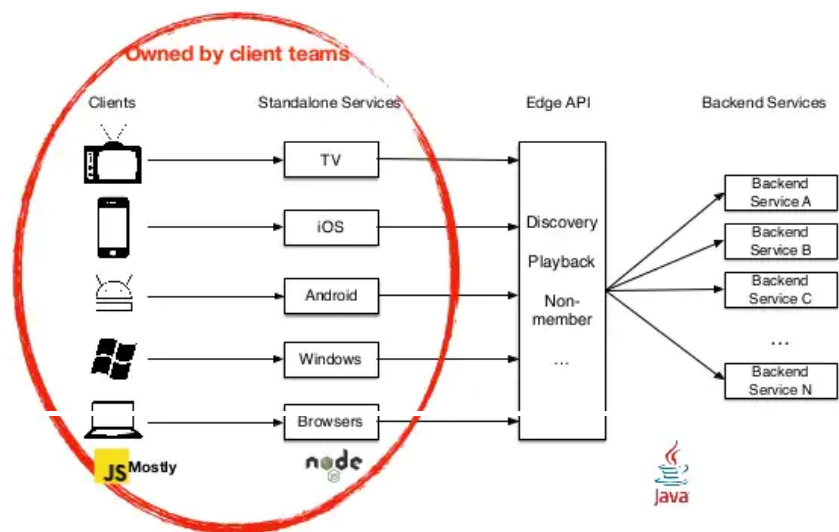 Owned by client teams
Clients
Standalone Services
Edge API
Backend Services
TV
iOS
Android
Windows
Browsers
Discovery
Playback
Non-
member
...
Backend
Service A
Backend
Service B
Backend
Service C
...
Backend
Service N
JS Mostly
node
JS
Java